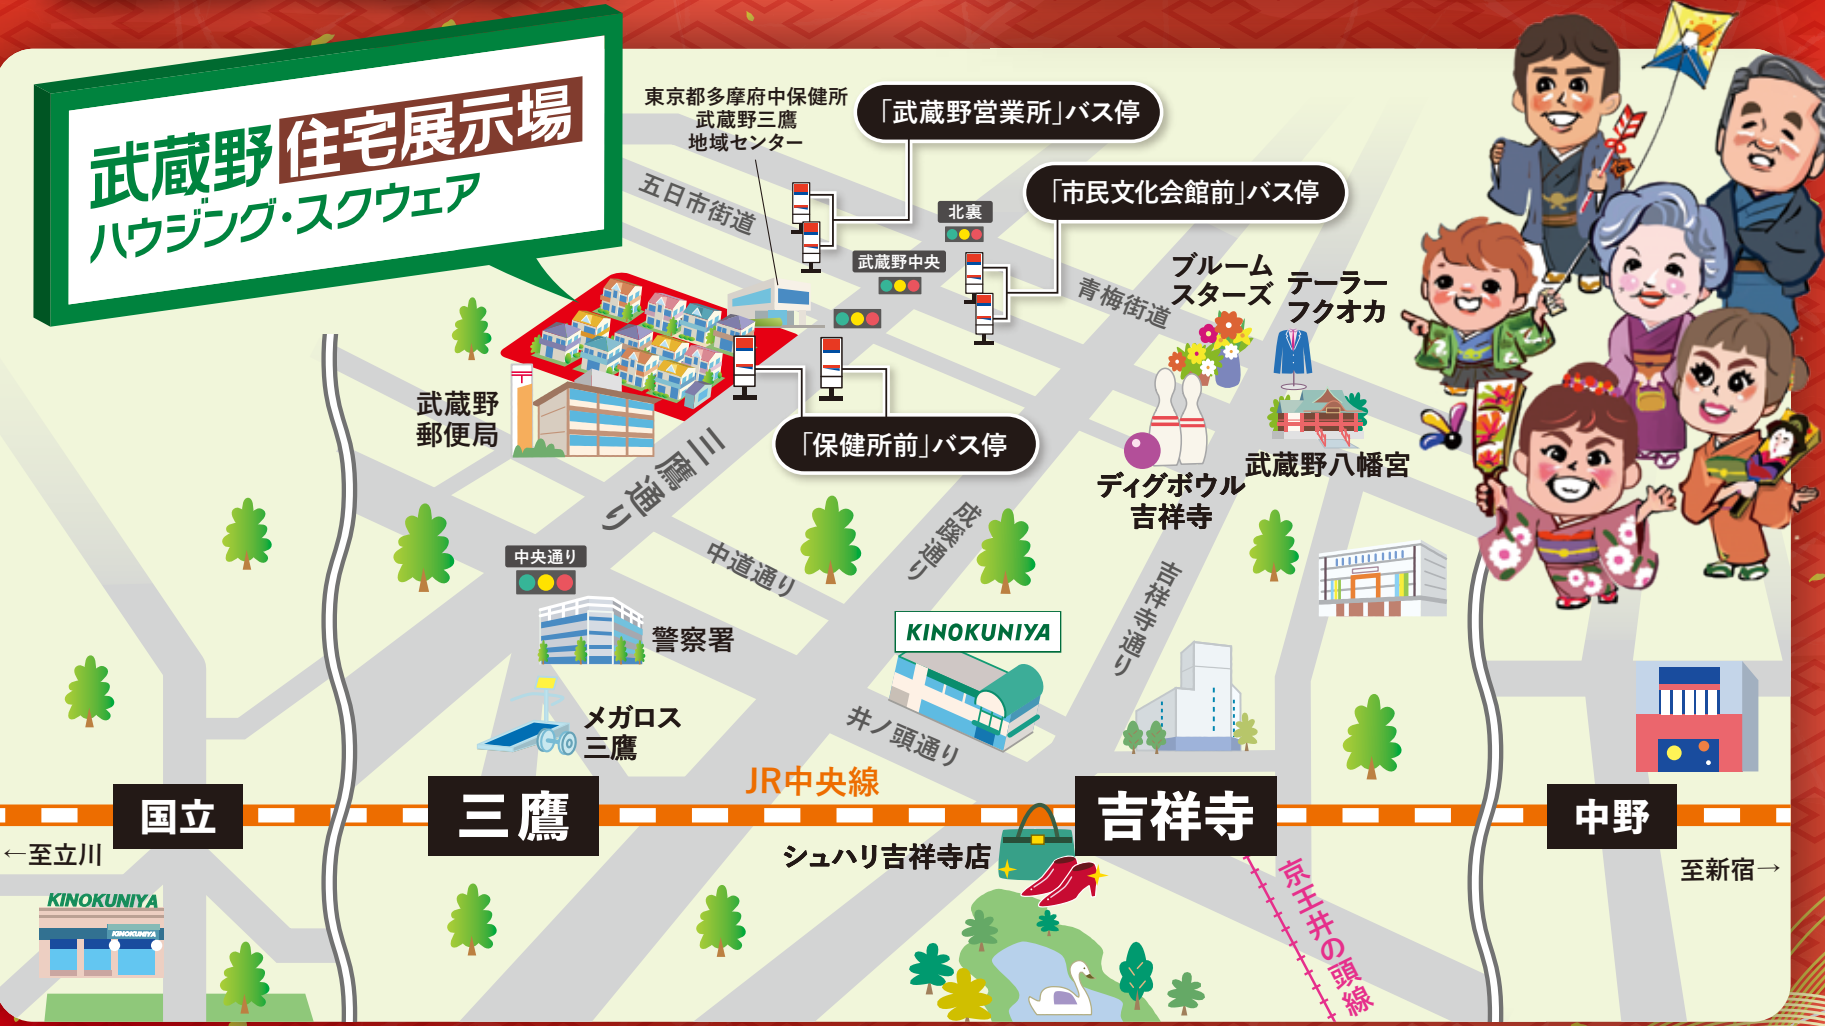 武蔵野住宅展示場
ハウジング・スクウェア
東京都多摩府中保健所
武蔵野三鷹
地域センター
「武蔵野営業所」バス停
「市民文化会館前」バス停
五日市街道
北裏
武蔵野中央
青梅街道
ブルーム
スターズ
テーラー
フクオカ
武蔵野
郵便局
「保健所前」バス停
三鷹通り
ディグボウル
吉祥寺
武蔵野八幡宮
成蹊通り
中央通り
中道通り
吉祥寺通り
警察署
KINOKUNIYA
メガロス
三鷹
井ノ頭通り
JR中央線
国立
三鷹
吉祥寺
中野
←至立川
シュハリ吉祥寺店
至新宿→
京王井の頭線
KINOKUNIYA
KINOKUNIYA